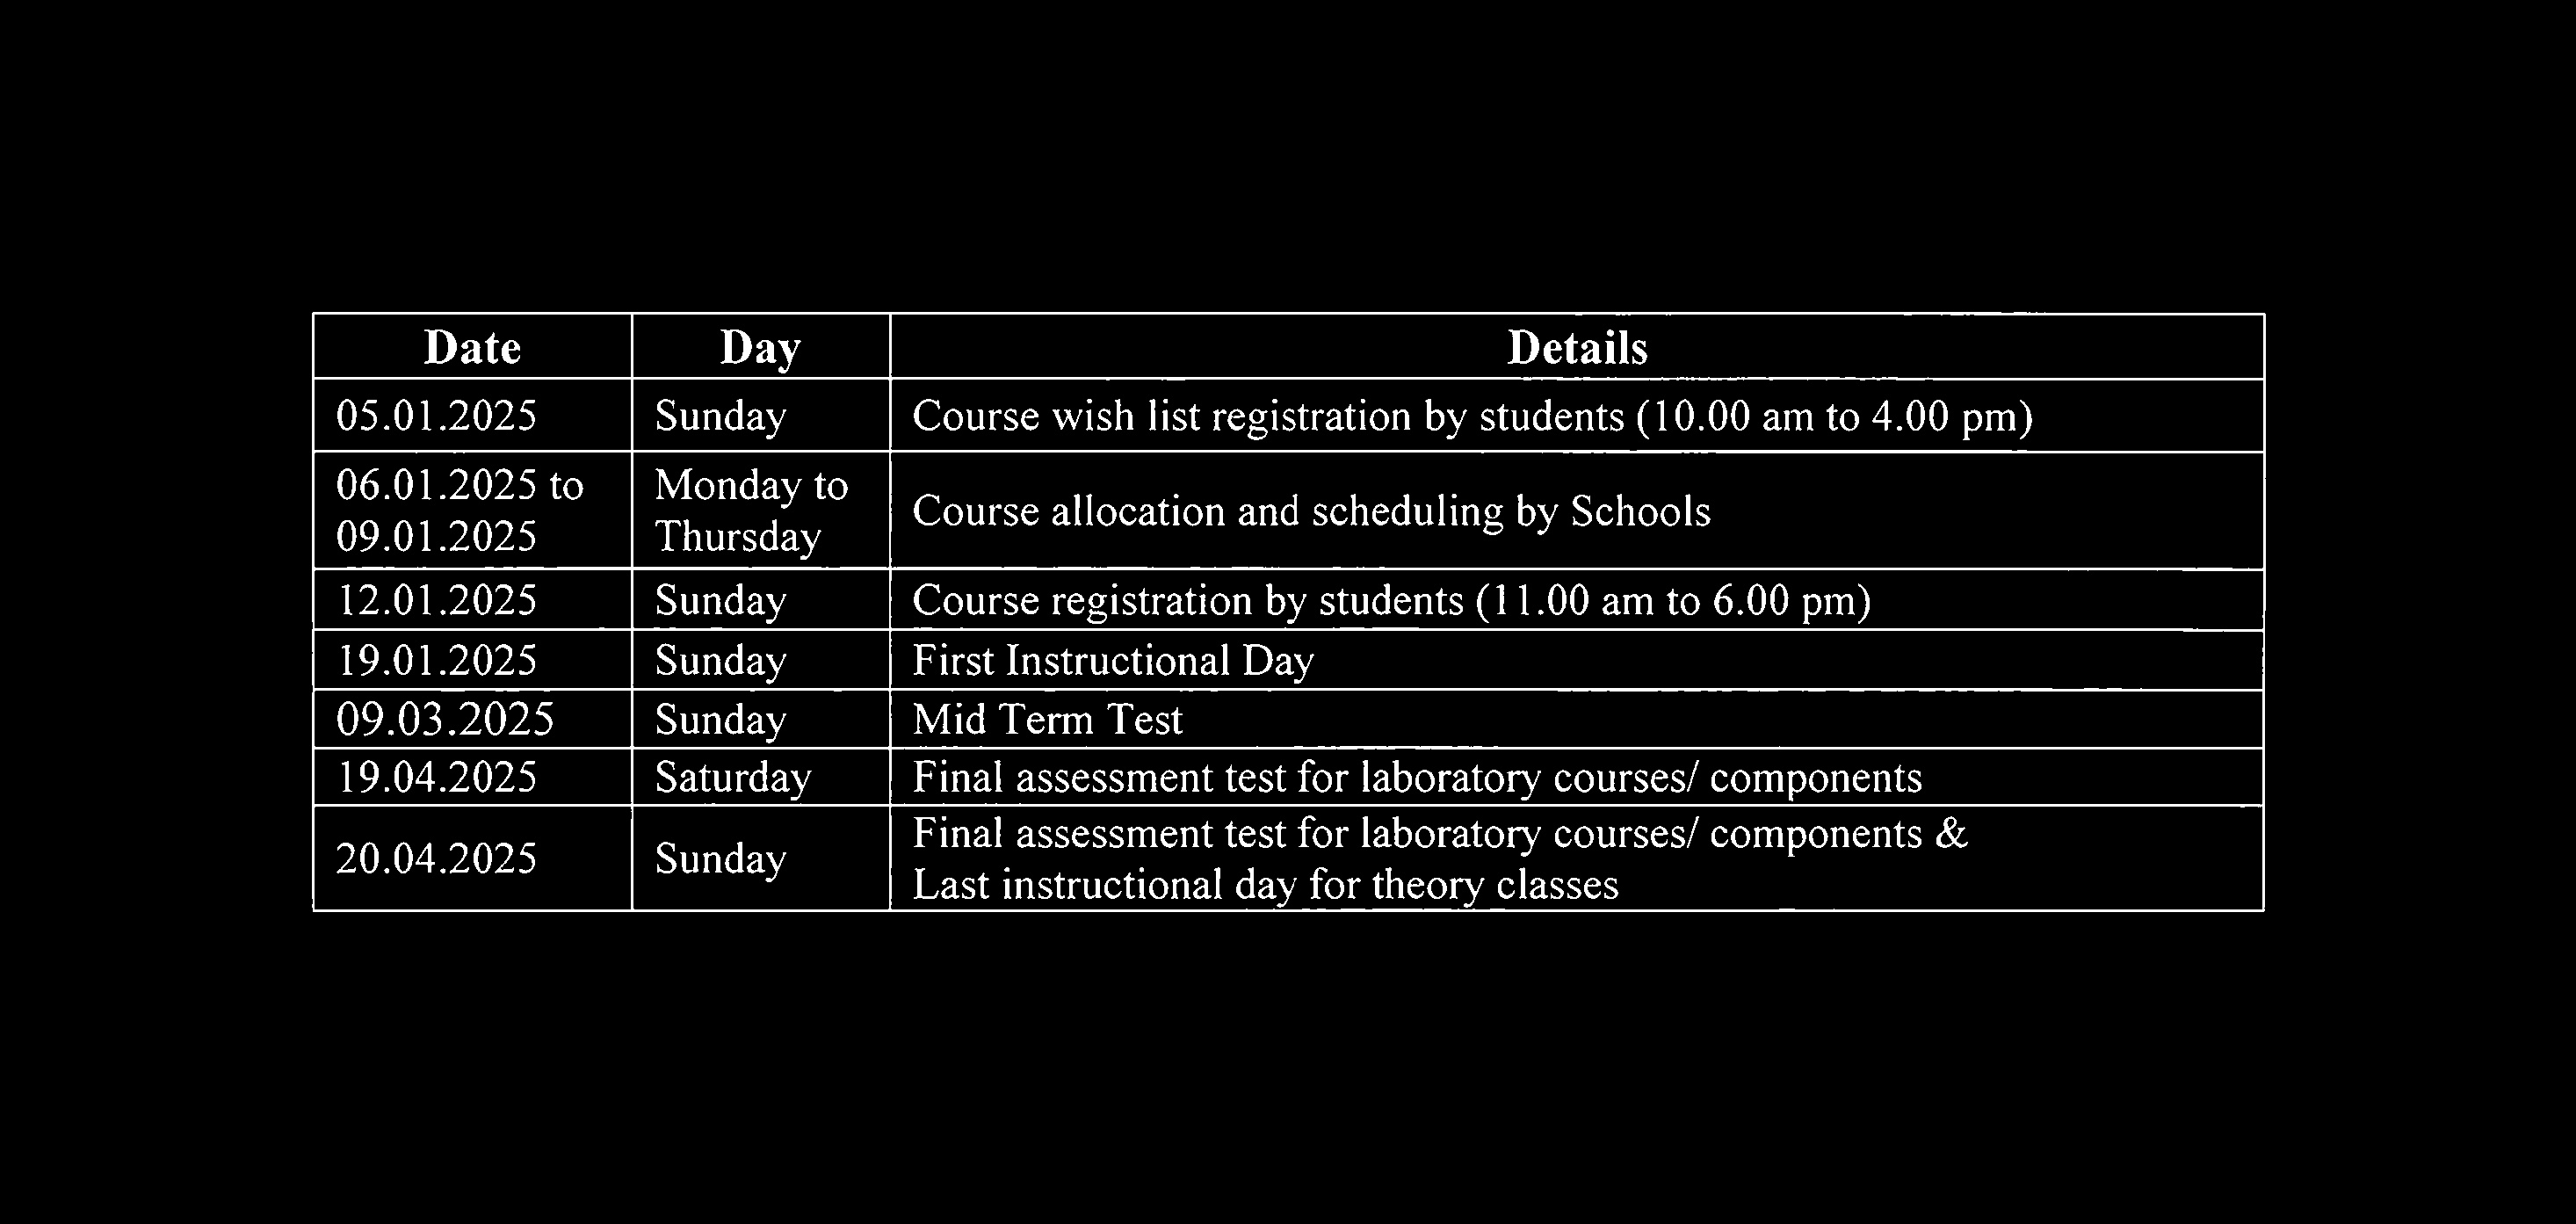 Date Day Details
05.01.2025 Sunday Course wish list registration by students (10.00 am to 4.00 pm)
06.01.2025 to
09.01.2025
Monday to
Thursday
Course allocation and scheduling by Schools
12.01.2025 Sunday Course registration by students (11.00 am to 6.00 pm)
19.01.2025 Sunday First Instructional Day
09.03.2025 Sunday Mid Term Test
19.04.2025 Saturday Final assessment test for laboratory courses/ components
20.04.2025 Sunday
Final assessment test for laboratory courses/ components &
Last instructional day for theory classes